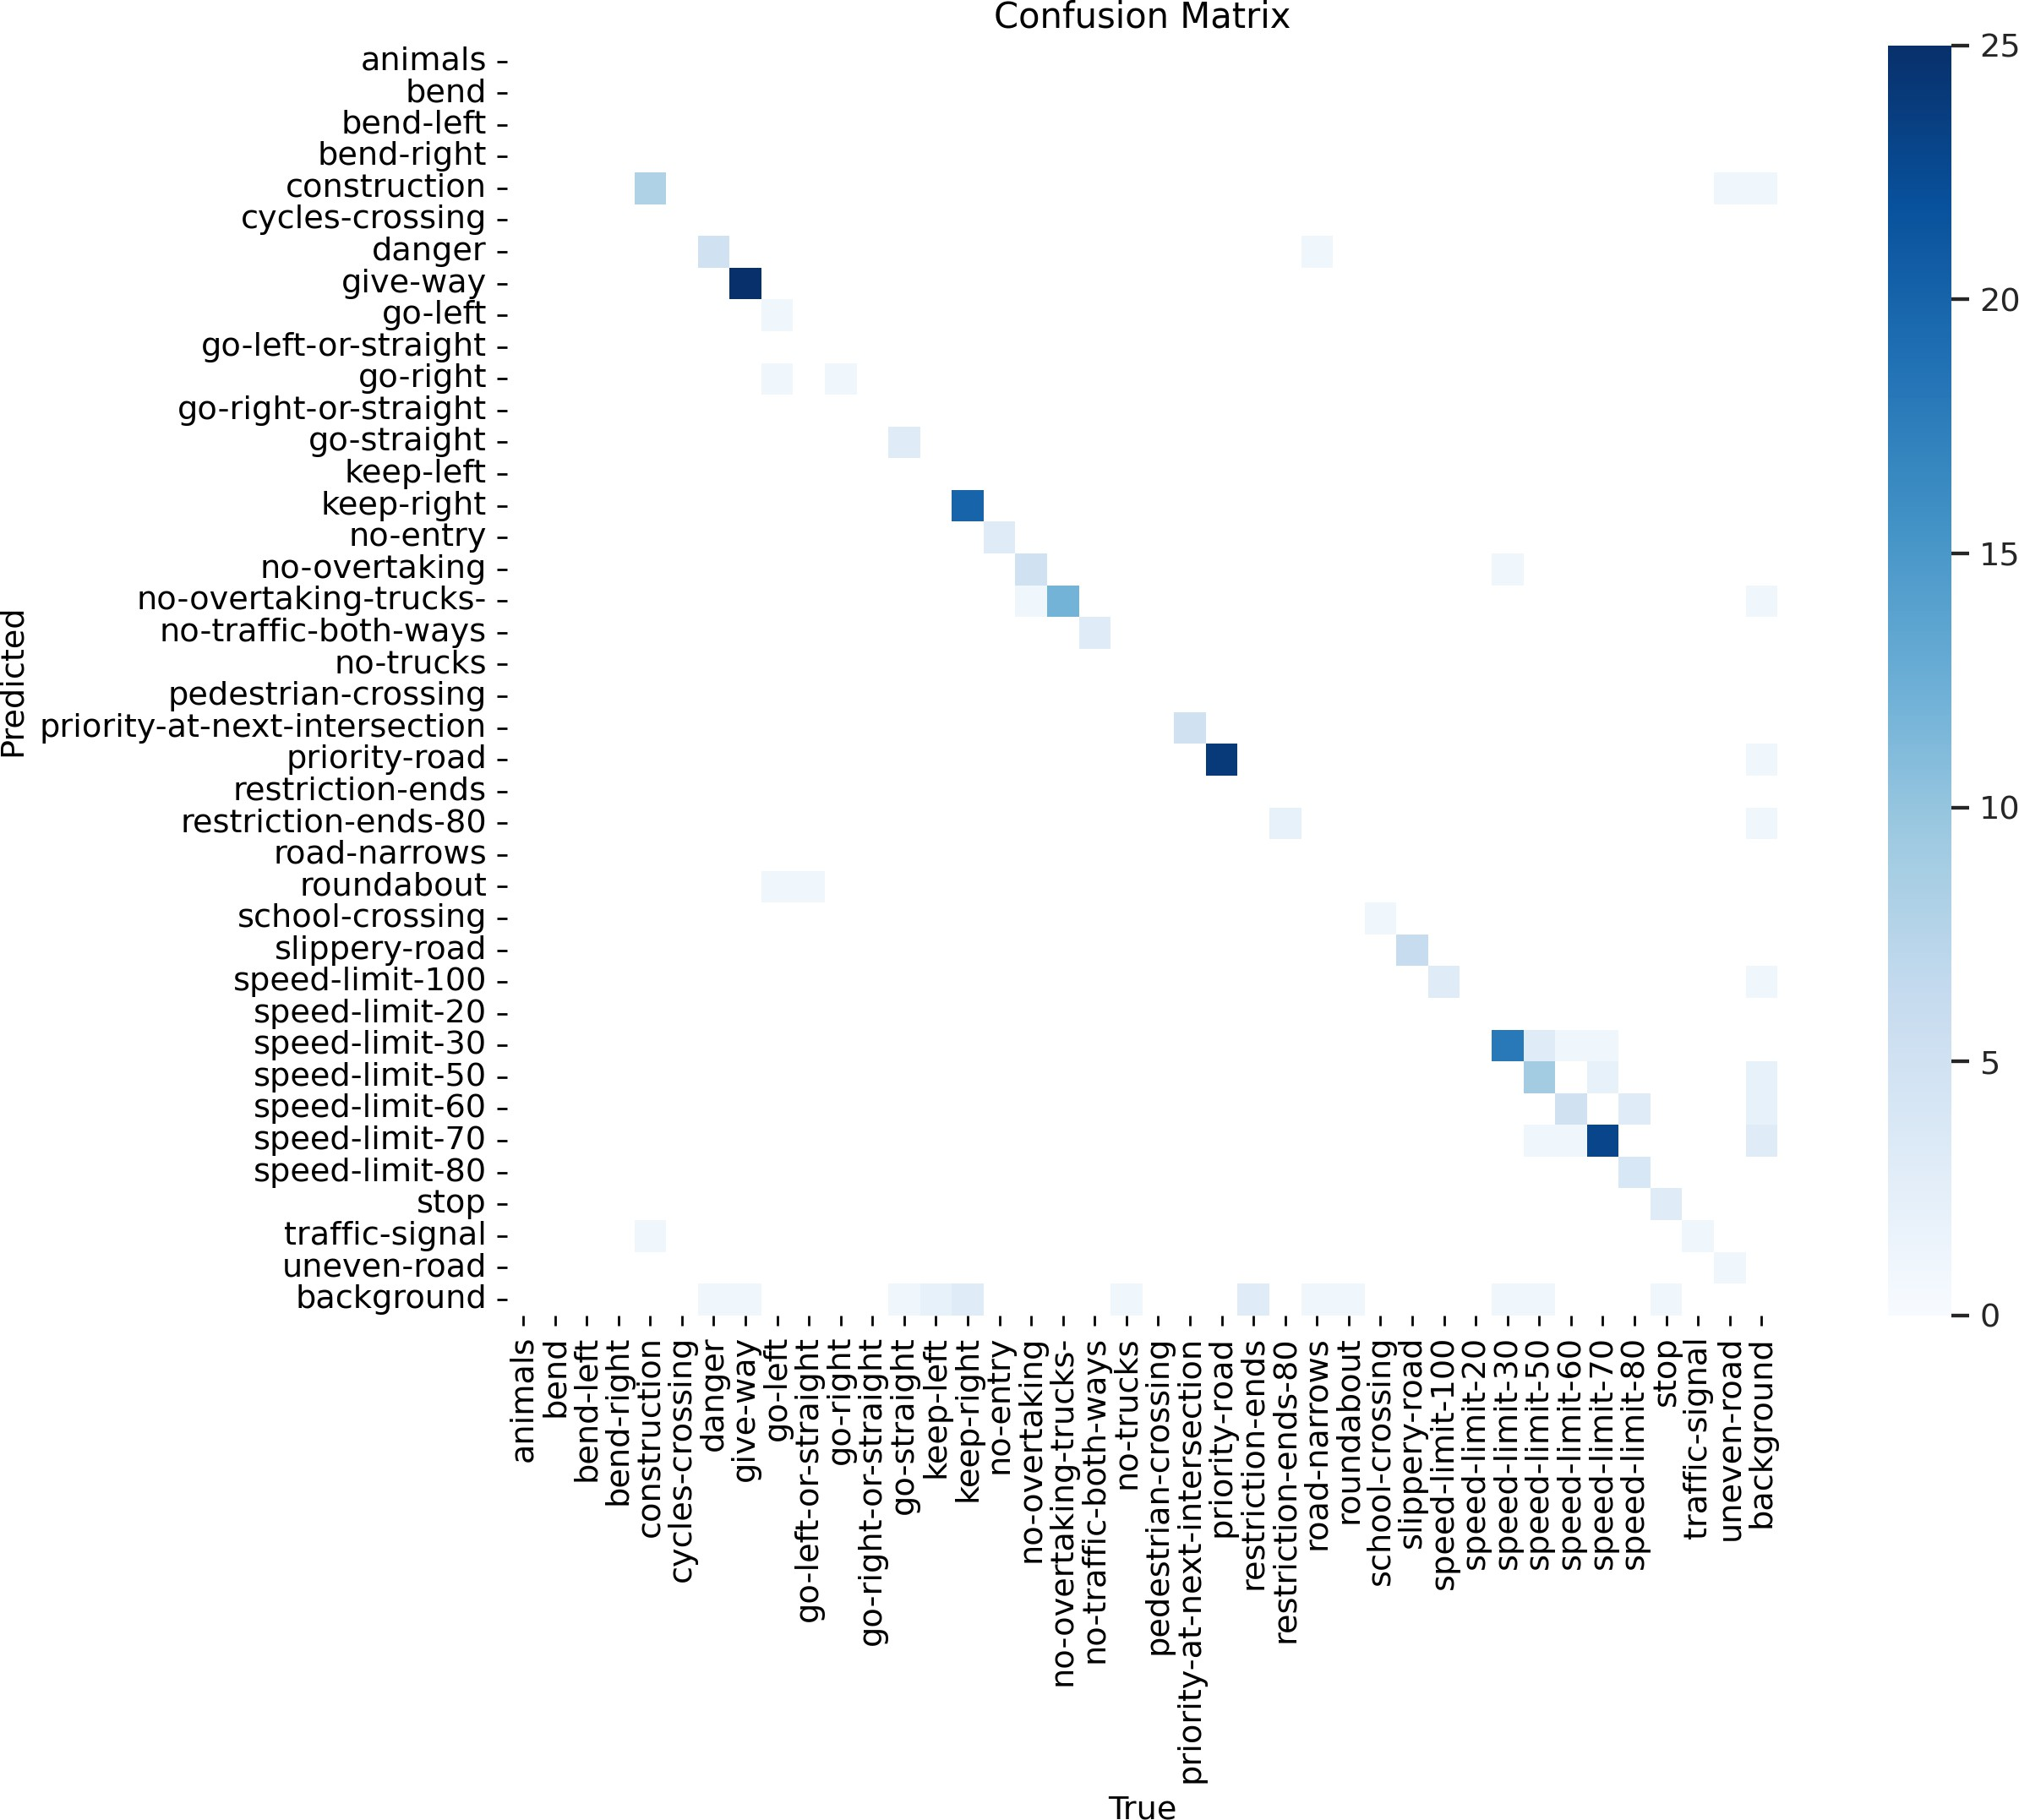 Confusion Matrix
Predicted
animals
bend
bend-left
bend-right
construction
cycles-crossing
danger
give-way
go-left
go-left-or-straight
go-right
go-right-or-straight
go-straight
keep-left
keep-right
no-entry
no-overtaking
no-overtaking-trucks-
no-traffic-both-ways
no-trucks
pedestrian-crossing
priority-at-next-intersection
priority-road
restriction-ends
restriction-ends-80
road-narrows
roundabout
school-crossing
slippery-road
speed-limit-100
speed-limit-20
speed-limit-30
speed-limit-50
speed-limit-60
speed-limit-70
speed-limit-80
stop
traffic-signal
uneven-road
background
animals
bend
bend-left
bend-right
construction
cycles-crossing
danger
give-way
go-left
go-left-or-straight
go-right
go-right-or-straight
go-straight
keep-left
keep-right
no-entry
no-overtaking
no-overtaking-trucks-
no-traffic-both-ways
no-trucks
pedestrian-crossing
priority-at-next-intersection
priority-road
restriction-ends
restriction-ends-80
road-narrows
roundabout
school-crossing
slippery-road
speed-limit-100
speed-limit-20
speed-limit-30
speed-limit-50
speed-limit-60
speed-limit-70
speed-limit-80
stop
traffic-signal
uneven-road
background
True
25
20
15
10
5
0